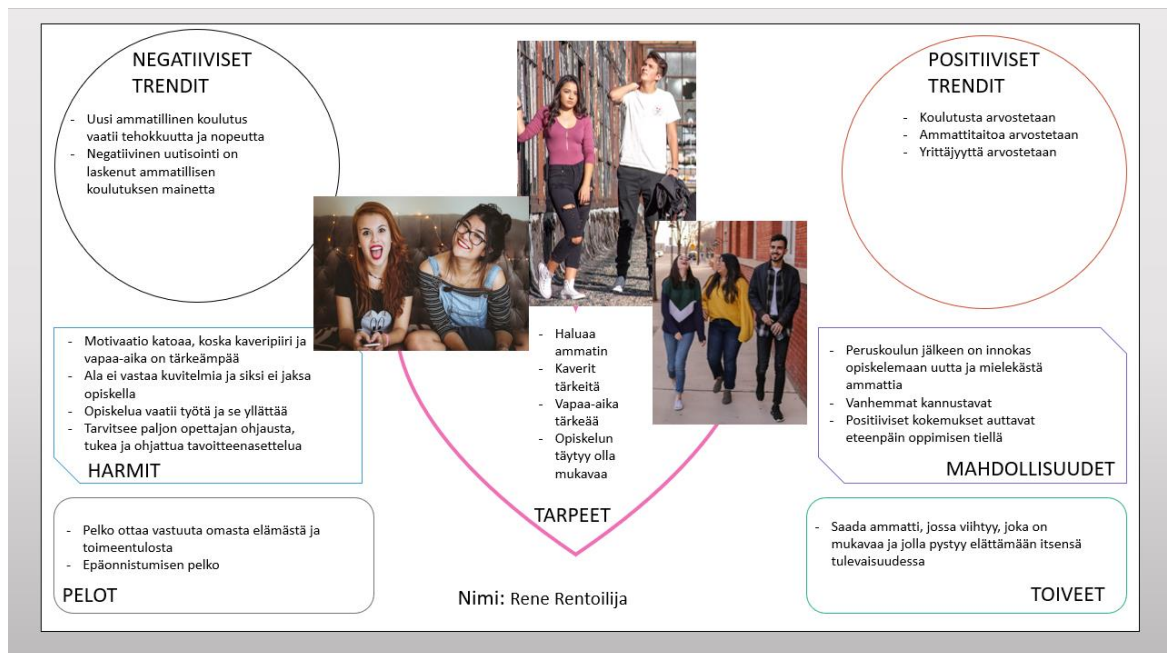 NEGATIIVISET
TRENDIT
- Uusi ammatillinen koulutus
vaatii tehokkuutta ja nopeutta
- Negatiivinen uutisointi on
laskenut ammatillisen
koulutuksen mainetta
POSITIIVISET
TRENDIT
- Koulutusta arvostetaan
- Ammattitaitoa arvostetaan
- Yrittäjyyttä arvostetaan
- Motivaatio katoaa, koska kaveripiiri ja
vapaa-aika on tärkeämpää
- Ala ei vastaa kuvitelmia ja siksi ei jaksa
opiskella
- Opiskelua vaatii työtä ja se yllättää
- Tarvitsee paljon opettajan ohjausta,
tukea ja ohjattua tavoitteenasettelua
HARMIT
- Haluaa
ammatin
- Kaverit
tärkeitä
- Vapaa-aika
tärkeää
- Opiskelun
täytyy olla
mukavaa
TARPEET
- Peruskoulun jälkeen on innokas
opiskelemaan uutta ja mielekästä
ammattia
- Vanhemmat kannustavat
- Positiiviset kokemukset auttavat
eteenpäin oppimisen tiellä
MAHDOLLISUUDET
- Pelko ottaa vastuuta omasta elämästä ja
toimeentulosta
- Epäonnistumisen pelko
PELOT
Nimi: Rene Rentoilija
- Saada ammatti, jossa viihtyy, joka on
mukavaa ja jolla pystyy elättämään itsensä
tulevaisuudessa
TOIVEET